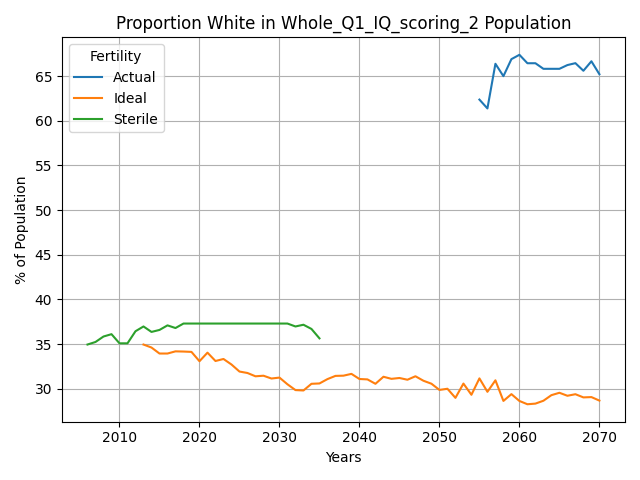 Proportion White in Whole_Q1_IQ_scoring_2 Population
Fertility
Actual
Ideal
Sterile
% of Population
65
60
55
50
45
40
35
30
2010 2020 2030 2040 2050 2060 2070
Years